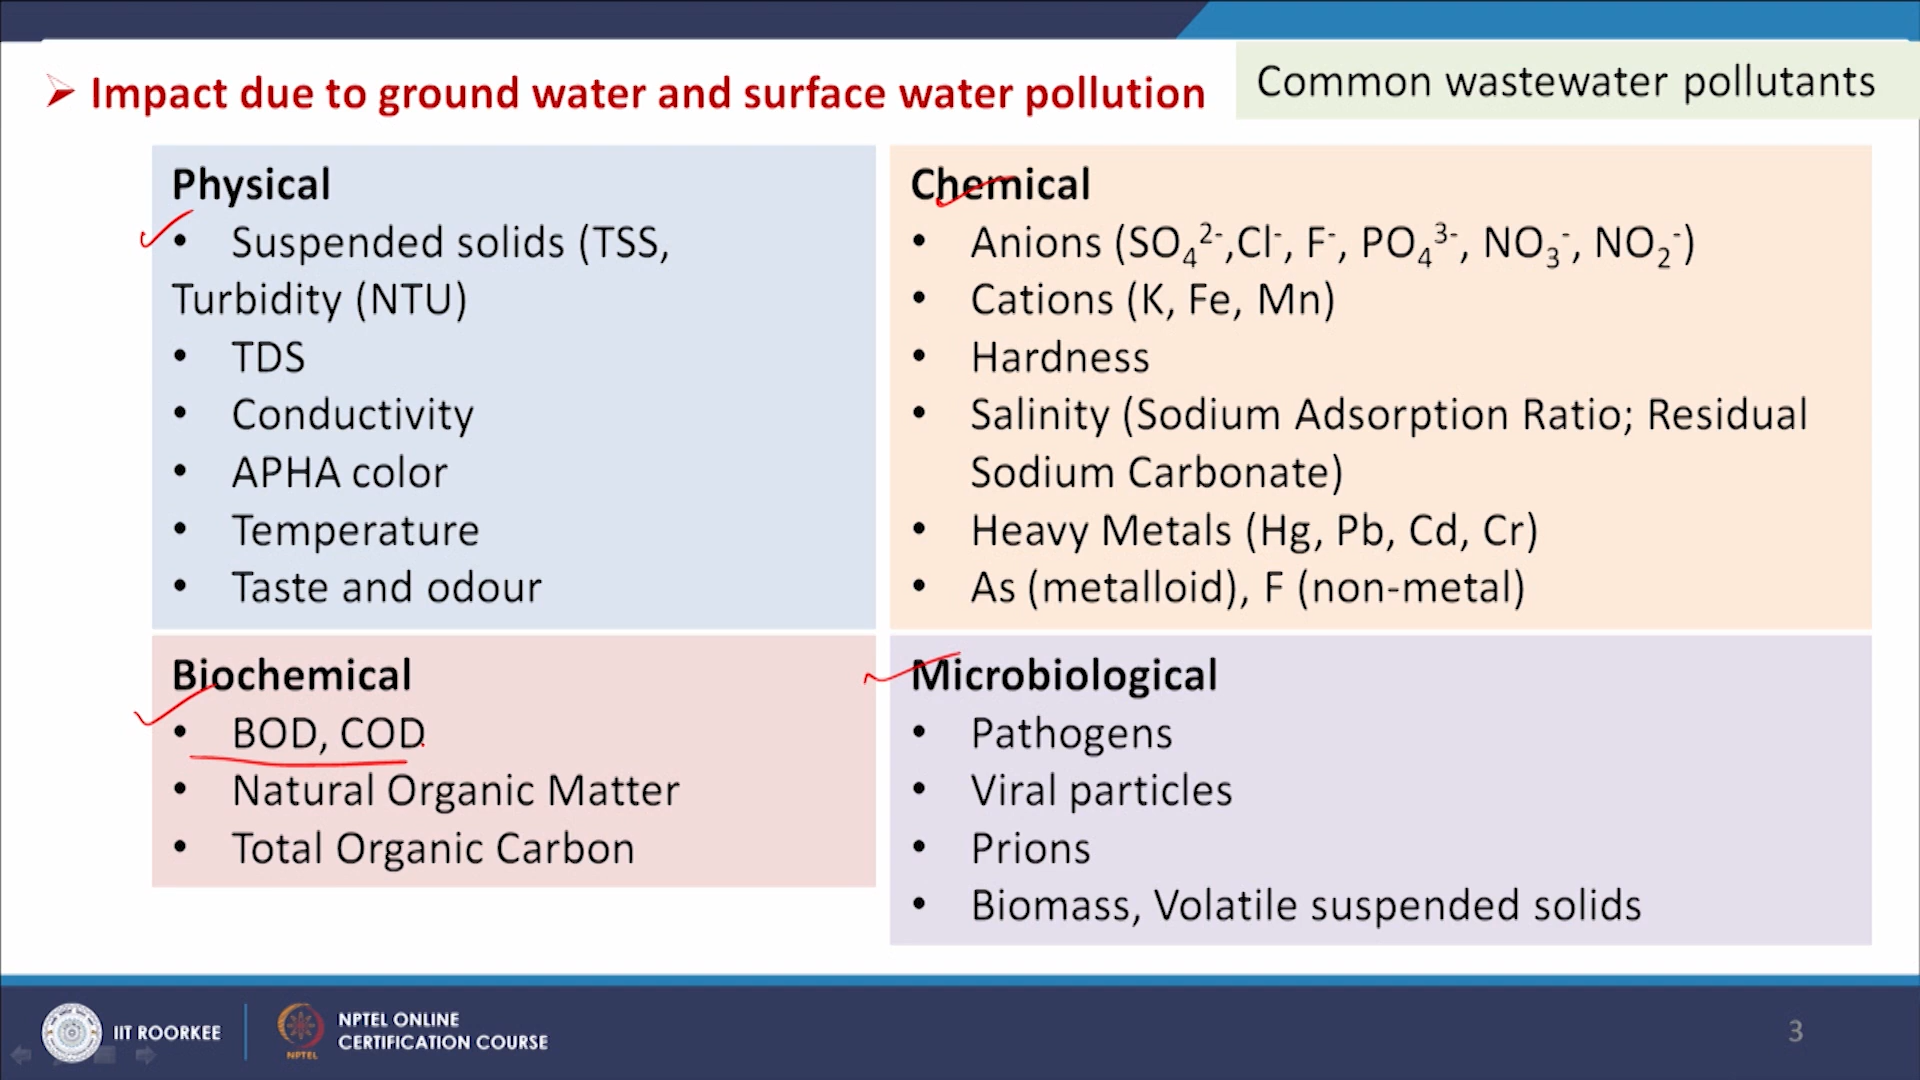 Impact due to ground water and surface water pollution
Common wastewater pollutants
Physical
• Suspended solids (TSS,
Turbidity (NTU)
• TDS
• Conductivity
• APHA color
• Temperature
• Taste and odour
Chemical
• Anions (SO₄²⁻,Cl⁻, F⁻, PO₄³⁻, NO₃⁻, NO₂⁻)
• Cations (K, Fe, Mn)
• Hardness
• Salinity (Sodium Adsorption Ratio; Residual
Sodium Carbonate)
• Heavy Metals (Hg, Pb, Cd, Cr)
• As (metalloid), F (non-metal)
Biochemical
• BOD, COD
• Natural Organic Matter
• Total Organic Carbon
Microbiological
• Pathogens
• Viral particles
• Prions
• Biomass, Volatile suspended solids
IIT ROORKEE
NPTEL
NPTEL ONLINE
CERTIFICATION COURSE
3